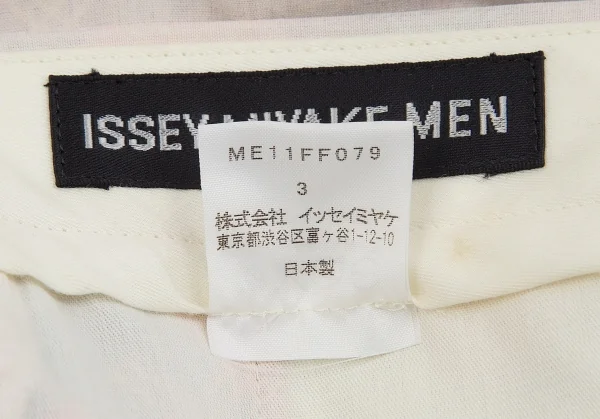 ISSEY MIYAKE MEN
ME11FF079
3
株式会社 イッセイミヤケ
東京都渋谷区富ヶ谷1-12-10
日本製